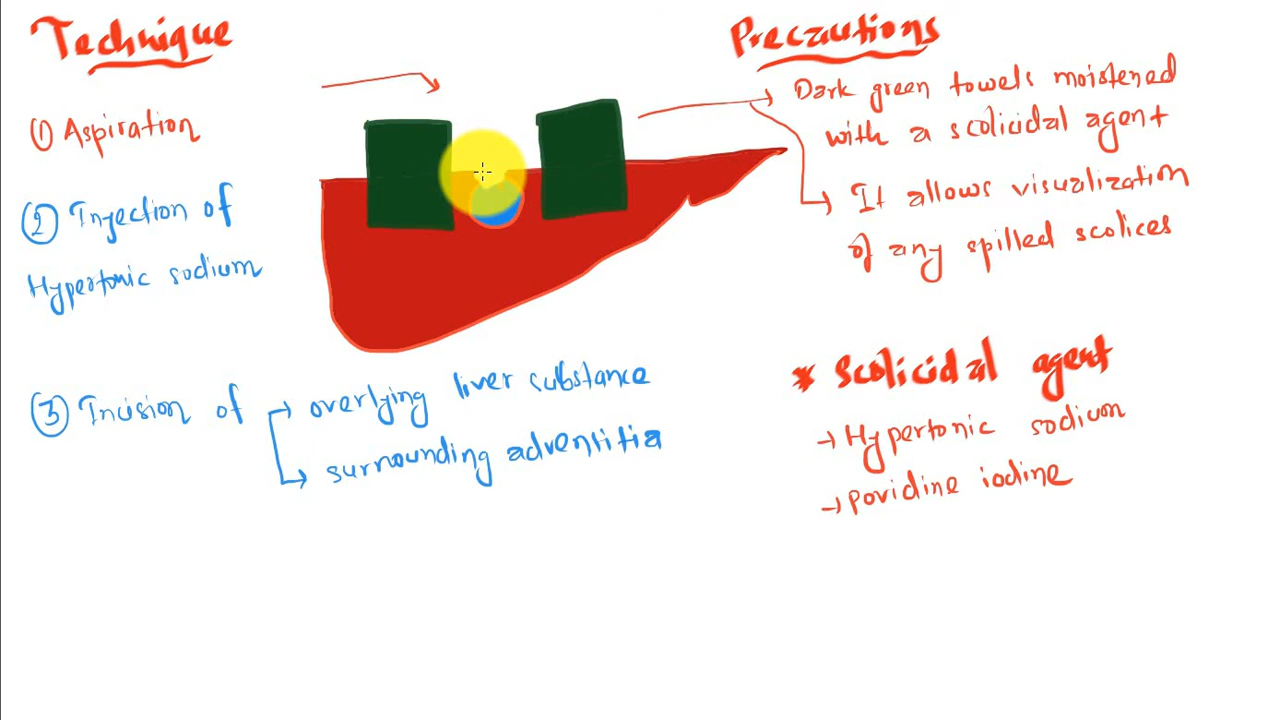 Technique
① Aspiration
② Injection of
Hypertonic sodium
③ Incision of
→ overlying liver substance
→ surrounding adventitia
Precautions
→ Dark green towels moistened
with a scolicidal agent
→ It allows visualization
of any spilled scolices
* Scolicidal agent
→ Hypertonic sodium
→ povidine iodine